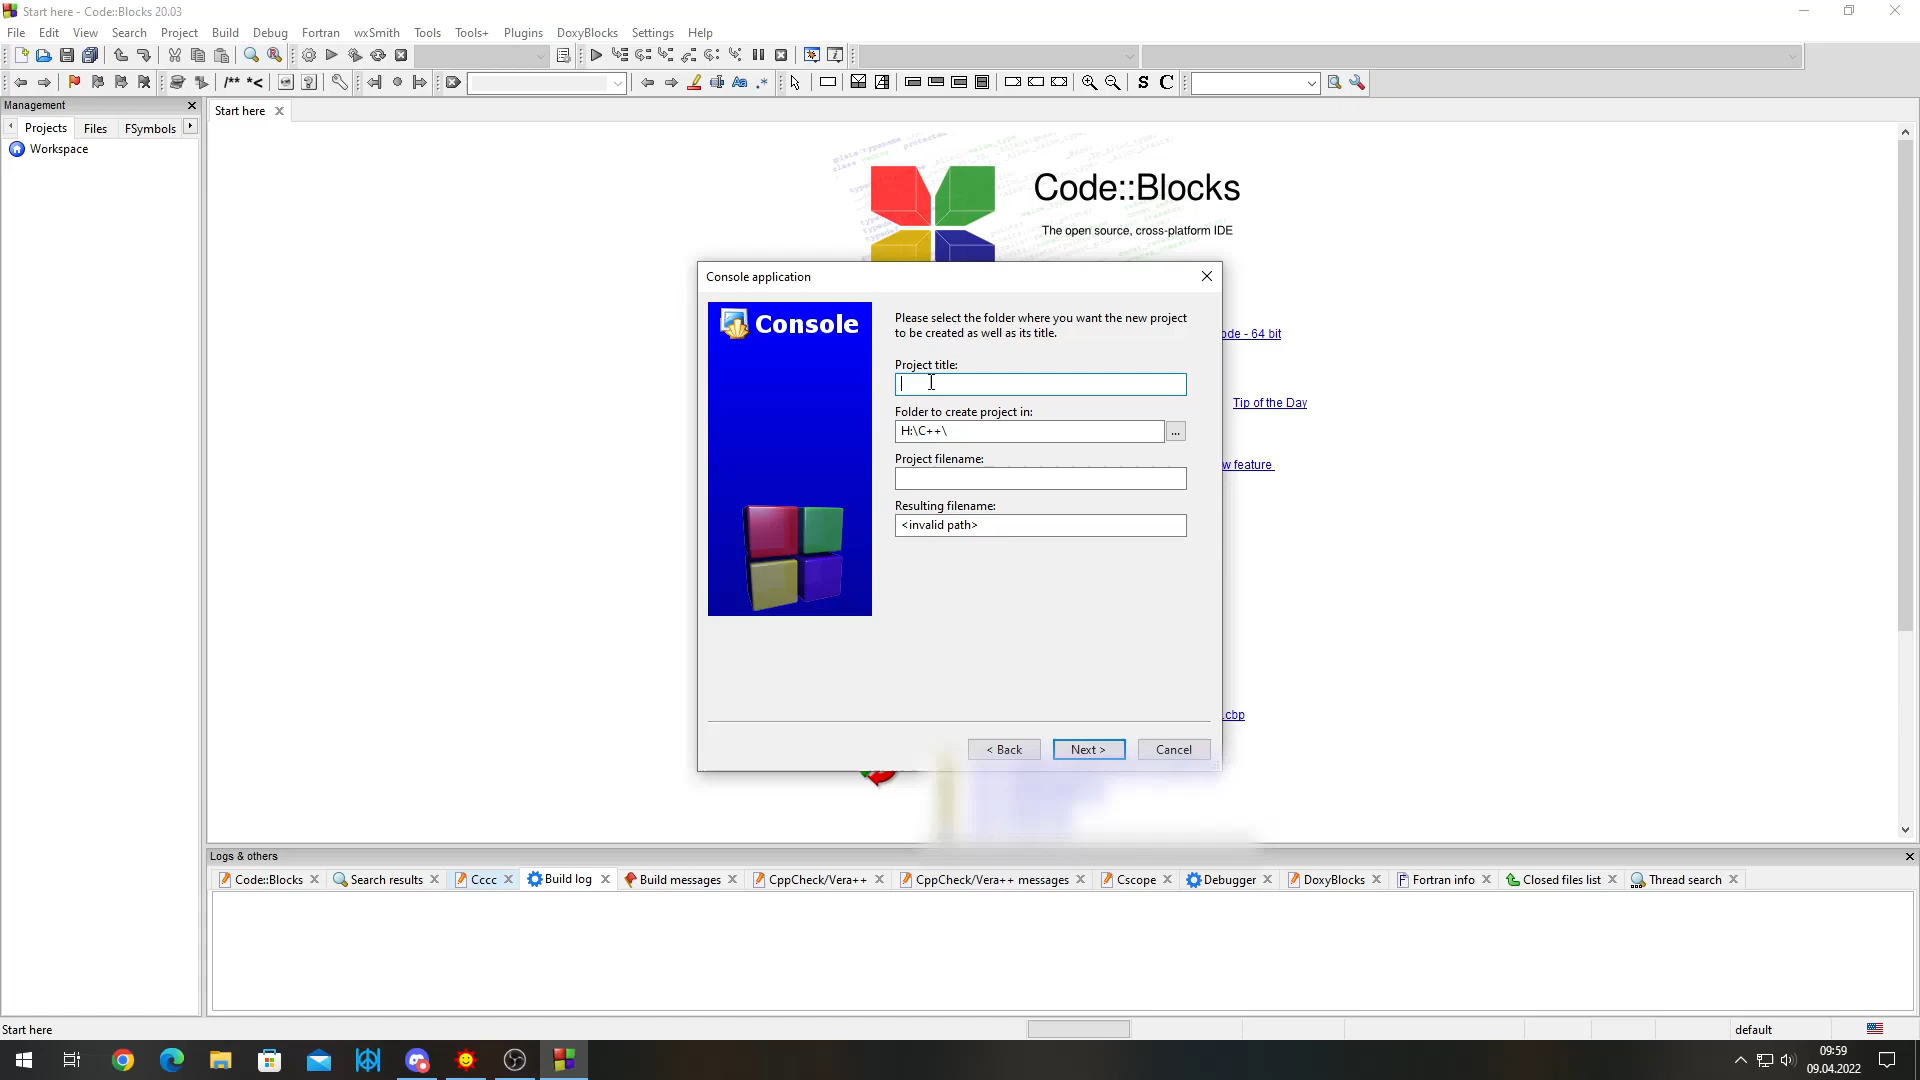 Start here - Code::Blocks 20.03
File Edit View Search Project Build Debug Fortran wxSmith Tools Tools+ Plugins DoxyBlocks Settings Help
/** *<
Aa .*
S C
Management
Start here
Projects Files FSymbols
Workspace
Code::Blocks
The open source, cross-platform IDE
Console application
Console
Please select the folder where you want the new project
to be created as well as its title.
Project title:
Folder to create project in:
H:\C++\
...
Project filename:
Resulting filename:
<invalid path>
ode - 64 bit
Tip of the Day
w feature
.cbp
< Back Next > Cancel
Logs & others
Code::Blocks Search results Cccc Build log Build messages CppCheck/Vera++ CppCheck/Vera++ messages Cscope Debugger DoxyBlocks Fortran info Closed files list Thread search
Start here
default
09:59
09.04.2022